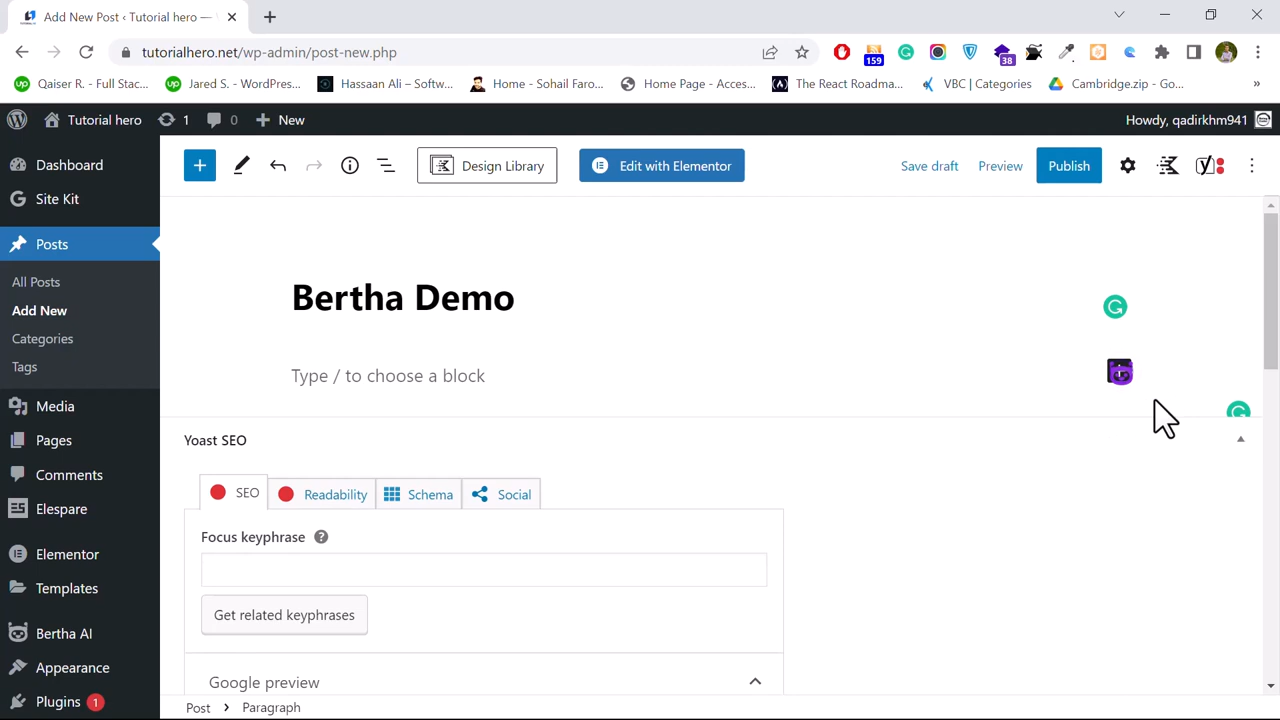 Add New Post ‹ Tutorial hero —
tutorialhero.net/wp-admin/post-new.php
159
38
Qaiser R. - Full Stac...
Jared S. - WordPres...
Hassaan Ali – Softw...
Home - Sohail Faro...
Home Page - Acces...
The React Roadma...
VBC | Categories
Cambridge.zip - Go...
»
Tutorial hero
1
0
New
Howdy, qadirkhm941
Dashboard
Site Kit
Posts
All Posts
Add New
Categories
Tags
Media
Pages
Comments
Elespare
Elementor
Templates
Bertha AI
Appearance
Plugins 1
Design Library
Edit with Elementor
Save draft
Preview
Publish
Bertha Demo
Type / to choose a block
Yoast SEO
SEO
Readability
Schema
Social
Focus keyphrase
Get related keyphrases
Google preview
Post
Paragraph